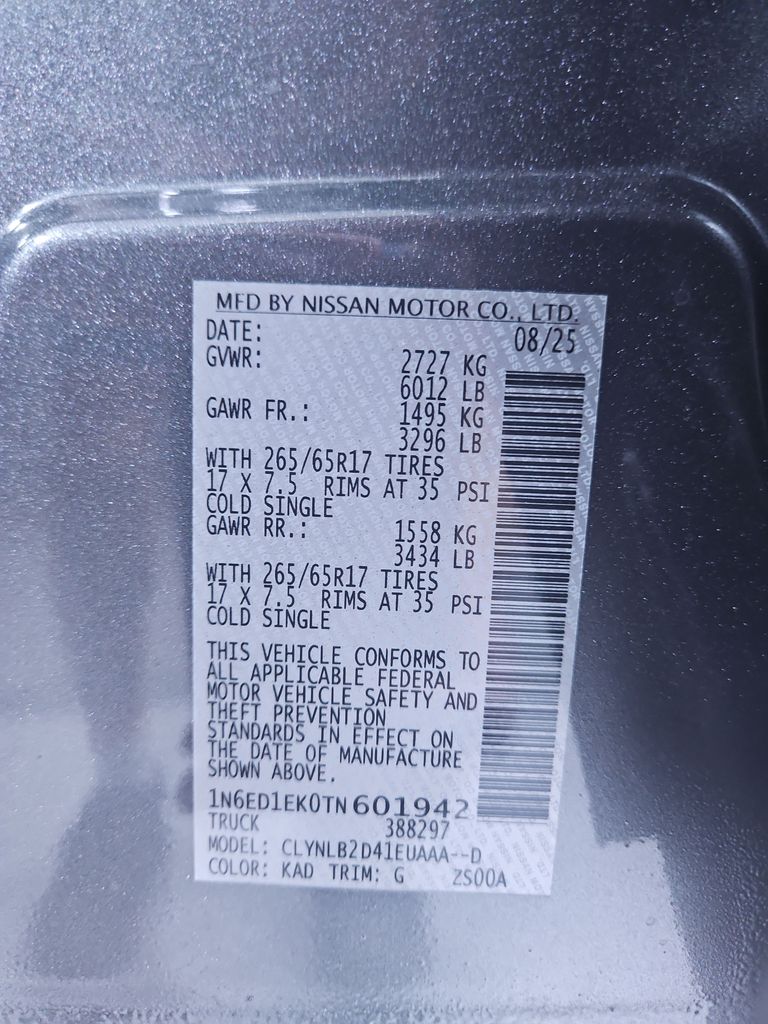 MFD BY NISSAN MOTOR CO., LTD.
DATE: 08/25
GVWR: 2727 KG
6012 LB
GAWR FR.: 1495 KG
3296 LB
WITH 265/65R17 TIRES
17 X 7.5 RIMS AT 35 PSI
COLD SINGLE
GAWR RR.: 1558 KG
3434 LB
WITH 265/65R17 TIRES
17 X 7.5 RIMS AT 35 PSI
COLD SINGLE
THIS VEHICLE CONFORMS TO
ALL APPLICABLE FEDERAL
MOTOR VEHICLE SAFETY AND
THEFT PREVENTION
STANDARDS IN EFFECT ON
THE DATE OF MANUFACTURE
SHOWN ABOVE.
1N6ED1EK0TN601942
TRUCK 388297
MODEL: CLYNLB2D41EUAAA--D
COLOR: KAD TRIM: G ZS00A